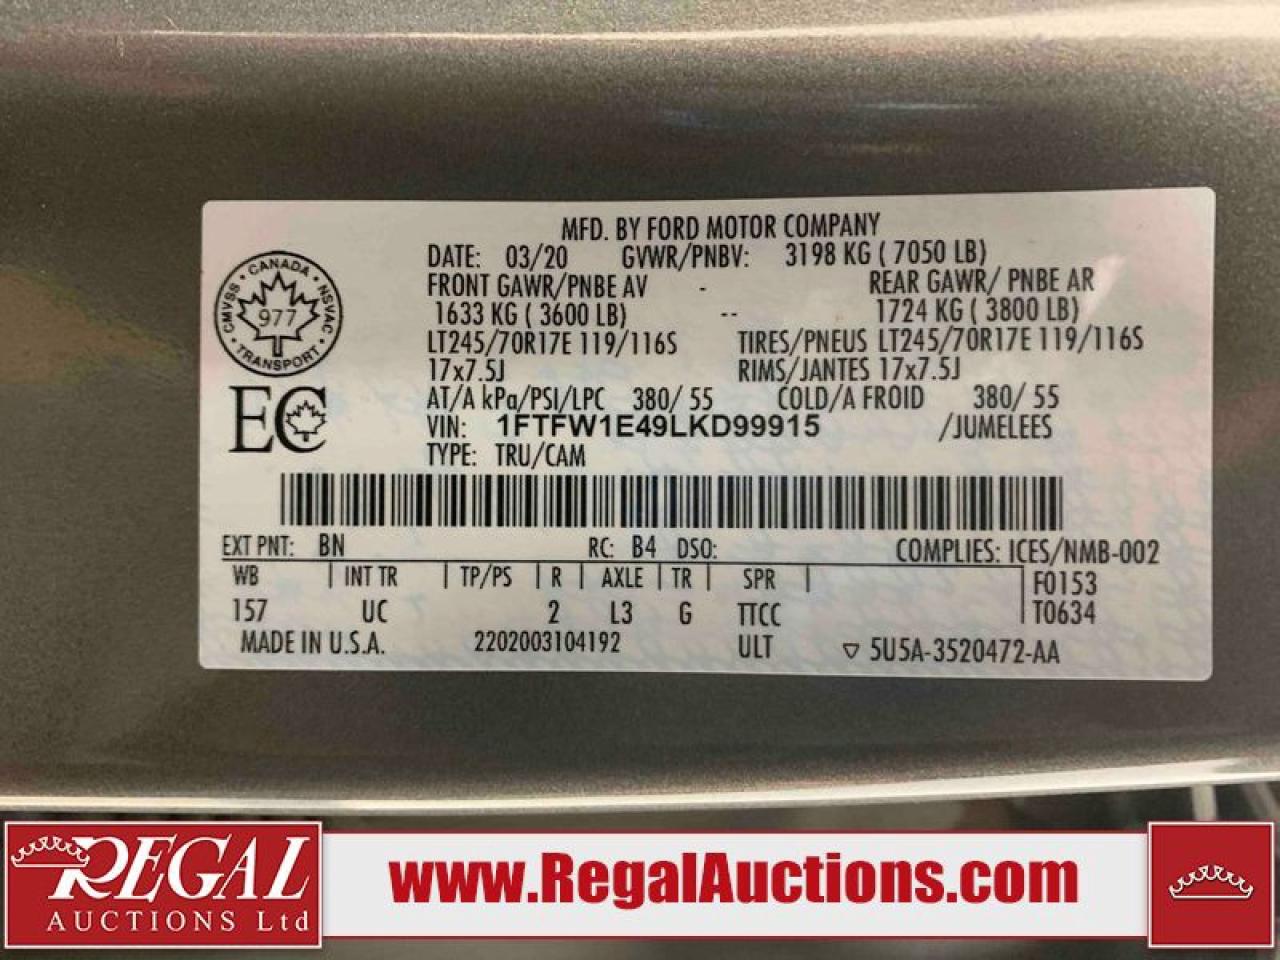 MFD. BY FORD MOTOR COMPANY
DATE: 03/20 GVWR/PNBV: 3198 KG ( 7050 LB)
FRONT GAWR/PNBE AV - REAR GAWR/ PNBE AR
1633 KG ( 3600 LB) -- 1724 KG ( 3800 LB)
LT245/70R17E 119/116S TIRES/PNEUS LT245/70R17E 119/116S
17x7.5J RIMS/JANTES 17x7.5J
AT/A kPa/PSI/LPC 380/ 55 COLD/A FROID 380/ 55
VIN: 1FTFW1E49LKD99915 /JUMELEES
TYPE: TRU/CAM
CANADA
CMVSS
NSVAC
977
TRANSPORT
EC
EXT PNT: BN RC: B4 DSO: COMPLIES: ICES/NMB-002
WB | INT TR | TP/PS | R | AXLE | TR | SPR | F0153
157 UC 2 L3 G TTCC T0634
MADE IN U.S.A. 2202003104192 ULT ▽ 5U5A-3520472-AA
REGAL
AUCTIONS Ltd
www.RegalAuctions.com